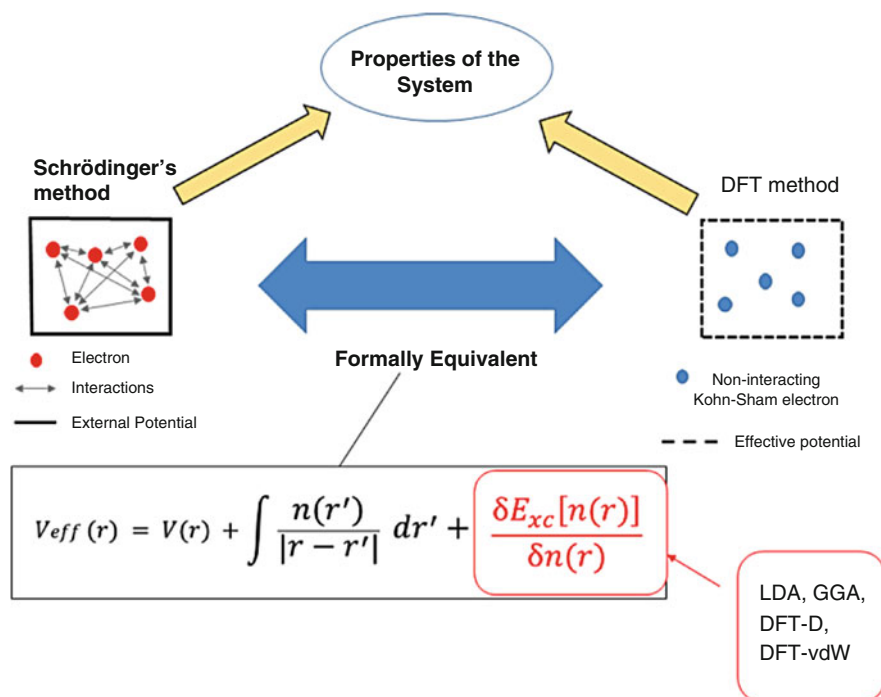 Properties of the
System
Schrödinger's
method
DFT method
Electron
Interactions
External Potential
Formally Equivalent
Non-interacting
Kohn-Sham electron
Effective potential
Veff (r) = V(r) + ∫ n(r′)/|r − r′| dr′ + δE_xc[n(r)]/δn(r)
LDA, GGA,
DFT-D,
DFT-vdW